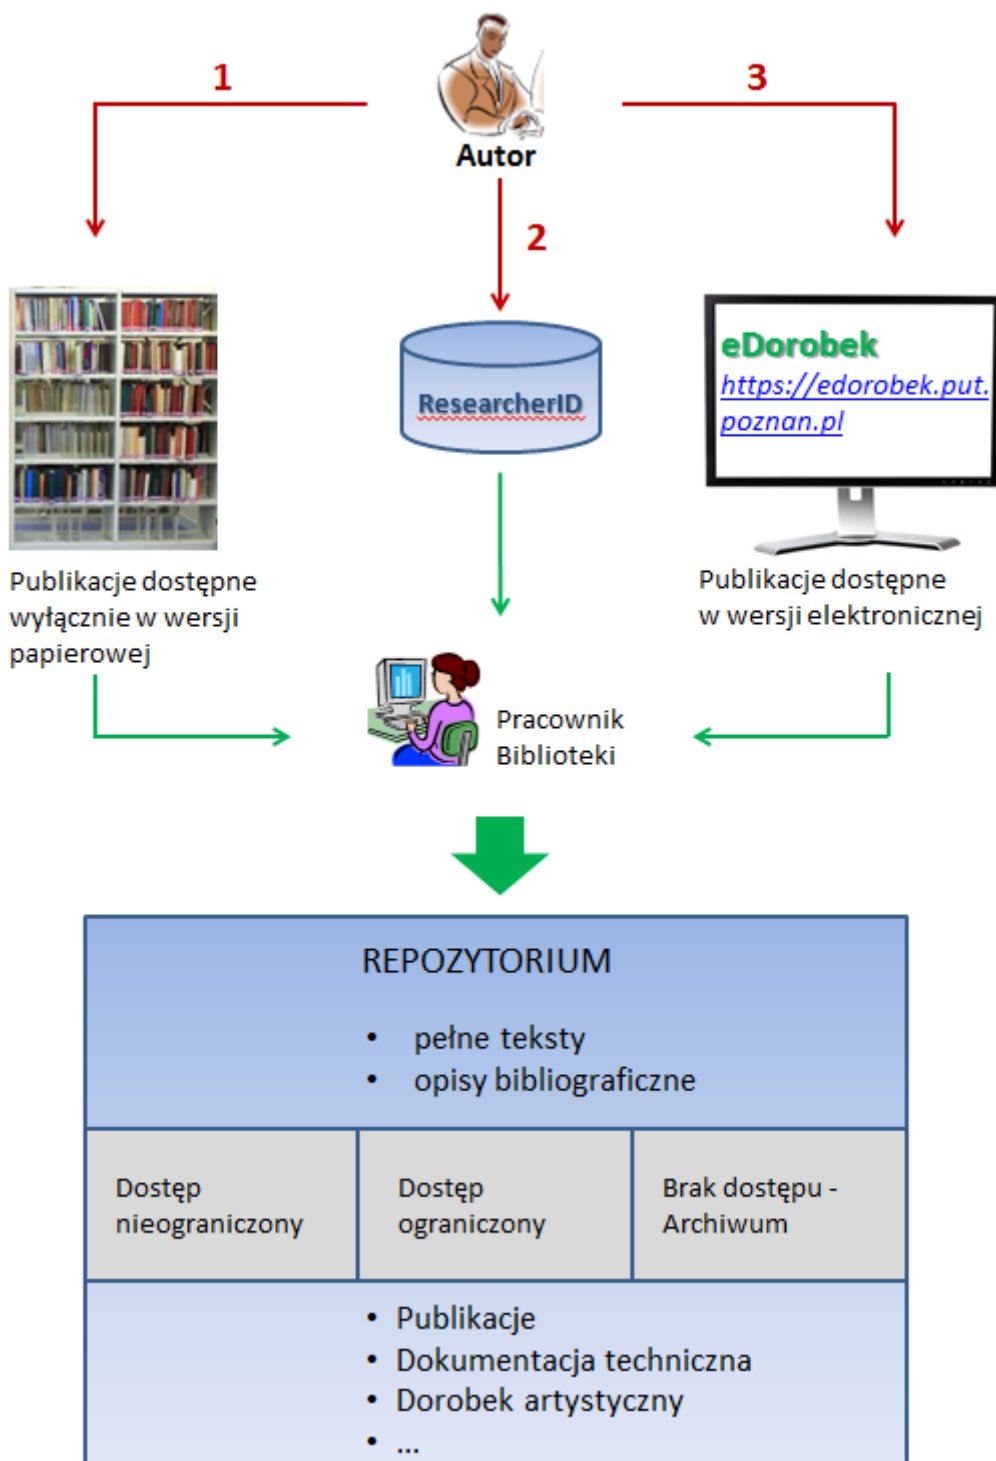 1
3
Autor
2
eDorobek
https://edorobek.put.
poznan.pl
ResearcherID
Publikacje dostępne
wyłącznie w wersji
papierowej
Publikacje dostępne
w wersji elektronicznej
Pracownik
Biblioteki
REPOZYTORIUM
• pełne teksty
• opisy bibliograficzne
Dostęp
nieograniczony
Dostęp
ograniczony
Brak dostępu -
Archiwum
• Publikacje
• Dokumentacja techniczna
• Dorobek artystyczny
• ...